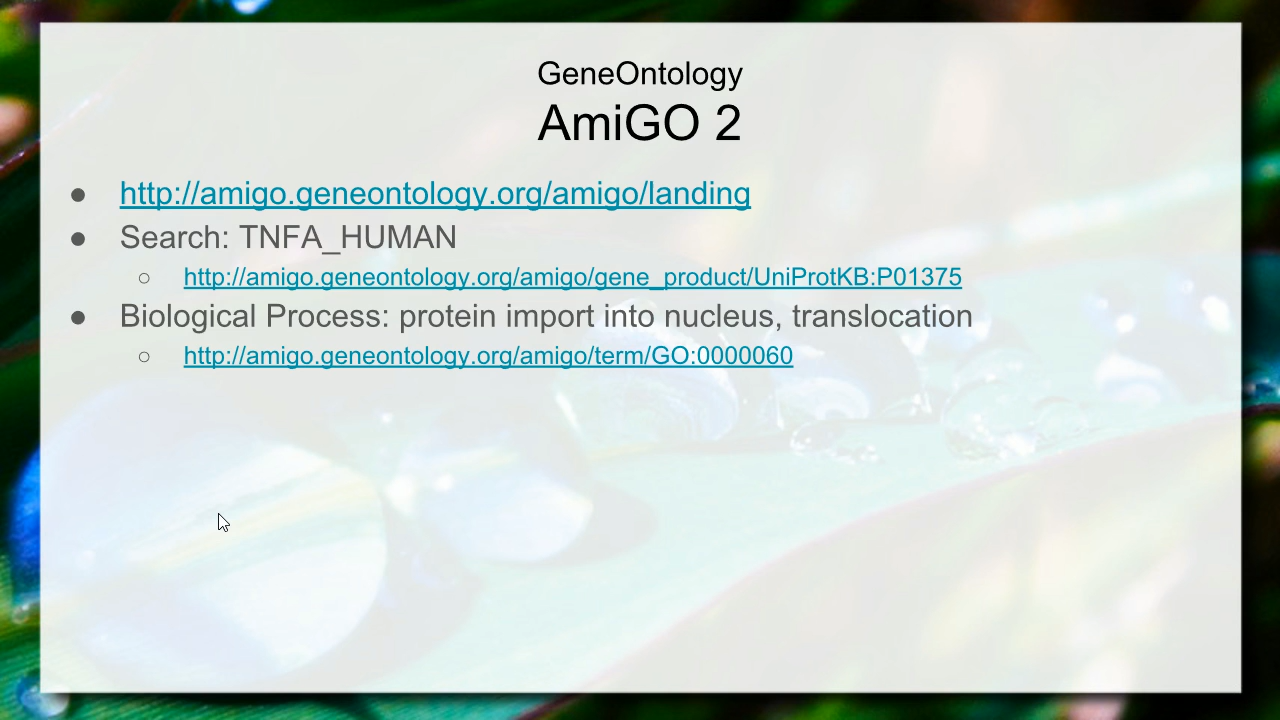 GeneOntology
AmiGO 2
● http://amigo.geneontology.org/amigo/landing
● Search: TNFA_HUMAN
○ http://amigo.geneontology.org/amigo/gene_product/UniProtKB:P01375
● Biological Process: protein import into nucleus, translocation
○ http://amigo.geneontology.org/amigo/term/GO:0000060